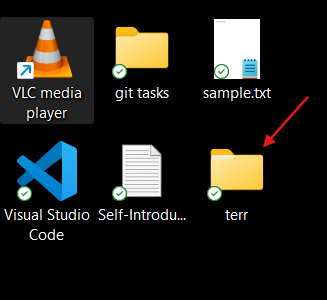 VLC media
player
git tasks
sample.txt
Visual Studio
Code
Self-Introdu...
terr